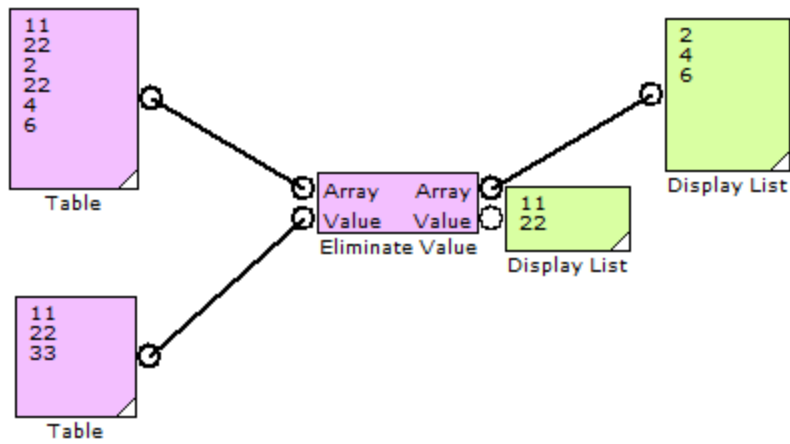 11
22
2
22
4
6
Table
2
4
6
Display List
Array Array
Value Value
Eliminate Value
11
22
Display List
11
22
33
Table